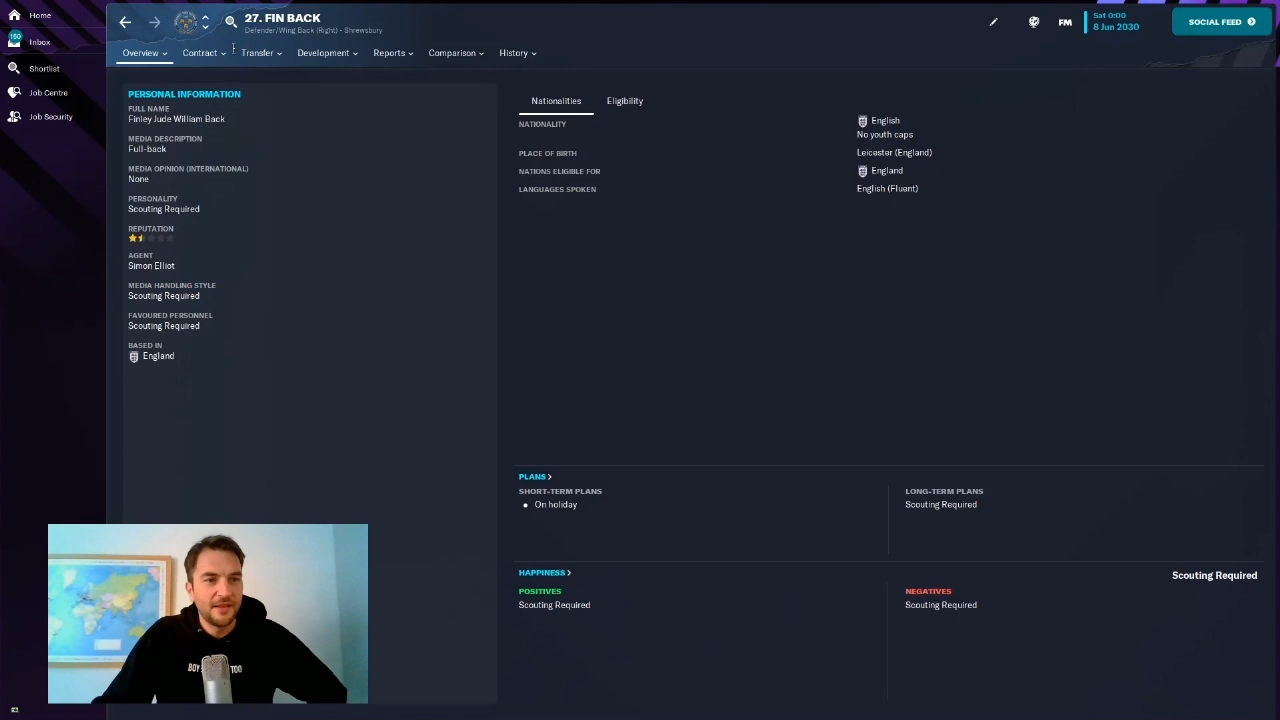 Home
150
Inbox
Shortlist
Job Centre
Job Security
27. FIN BACK
Defender/Wing Back (Right) - Shrewsbury
FM
Sat 0:00
8 Jun 2030
SOCIAL FEED
Overview
Contract
Transfer
Development
Reports
Comparison
History
PERSONAL INFORMATION
FULL NAME
Finley Jude William Back
MEDIA DESCRIPTION
Full-back
MEDIA OPINION (INTERNATIONAL)
None
PERSONALITY
Scouting Required
REPUTATION
AGENT
Simon Elliot
MEDIA HANDLING STYLE
Scouting Required
FAVOURED PERSONNEL
Scouting Required
BASED IN
England
Nationalities
Eligibility
NATIONALITY
English
No youth caps
PLACE OF BIRTH
Leicester (England)
NATIONS ELIGIBLE FOR
England
LANGUAGES SPOKEN
English (Fluent)
PLANS
SHORT-TERM PLANS
On holiday
LONG-TERM PLANS
Scouting Required
HAPPINESS
Scouting Required
POSITIVES
Scouting Required
NEGATIVES
Scouting Required
BOY
TOO